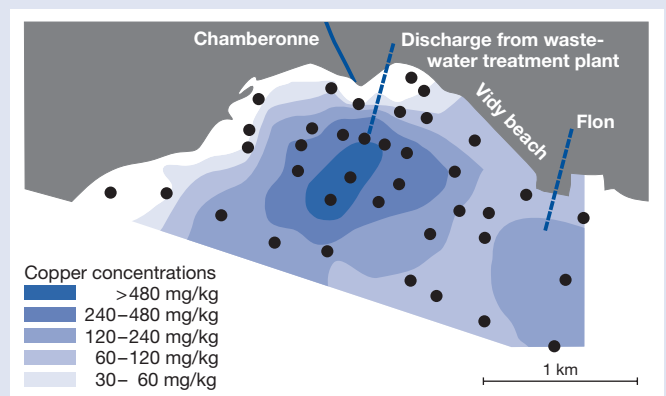 Chamberonne
Discharge from waste-
water treatment plant
Vidy beach
Flon
Copper concentrations
>480 mg/kg
240–480 mg/kg
120–240 mg/kg
60–120 mg/kg
30– 60 mg/kg
1 km